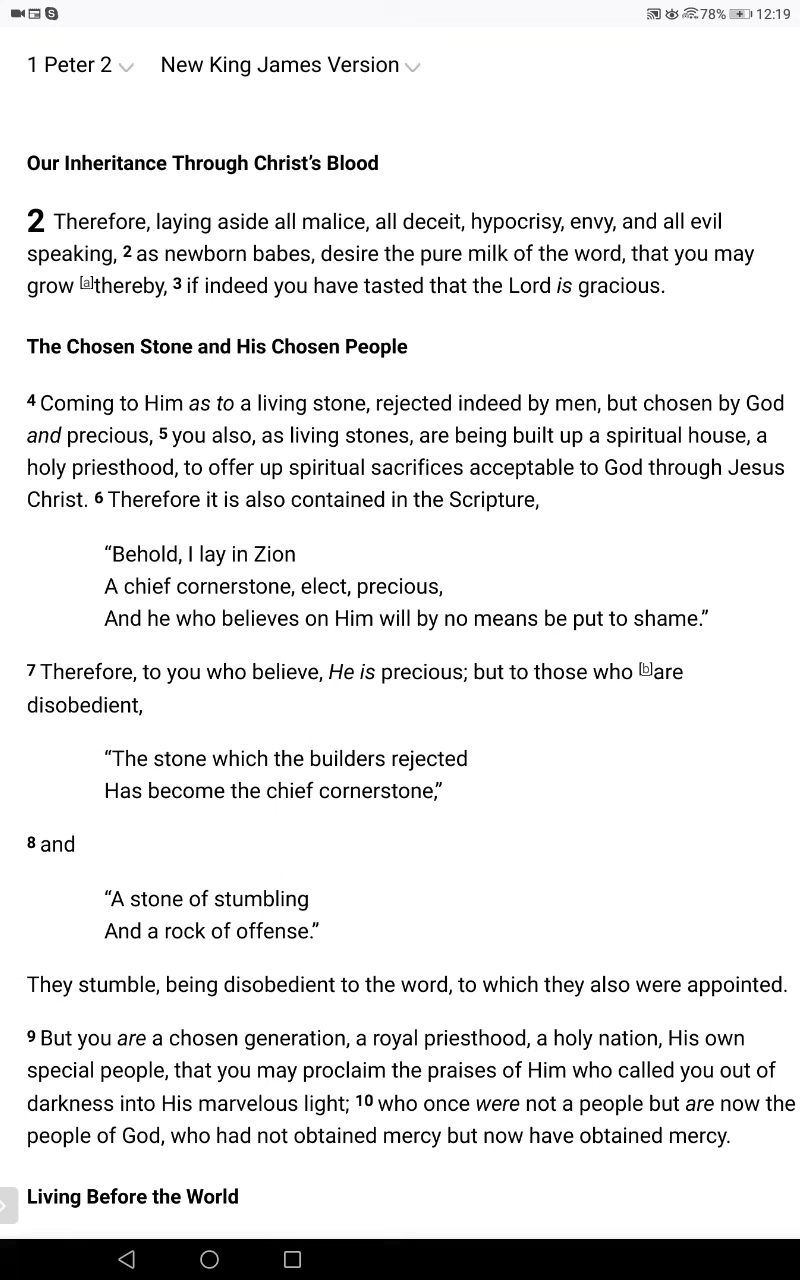 78% 12:19
1 Peter 2 New King James Version
Our Inheritance Through Christ’s Blood
2 Therefore, laying aside all malice, all deceit, hypocrisy, envy, and all evil
speaking, 2 as newborn babes, desire the pure milk of the word, that you may
grow [a]thereby, 3 if indeed you have tasted that the Lord is gracious.
The Chosen Stone and His Chosen People
4 Coming to Him as to a living stone, rejected indeed by men, but chosen by God
and precious, 5 you also, as living stones, are being built up a spiritual house, a
holy priesthood, to offer up spiritual sacrifices acceptable to God through Jesus
Christ. 6 Therefore it is also contained in the Scripture,
“Behold, I lay in Zion
A chief cornerstone, elect, precious,
And he who believes on Him will by no means be put to shame.”
7 Therefore, to you who believe, He is precious; but to those who [b]are
disobedient,
“The stone which the builders rejected
Has become the chief cornerstone,”
8 and
“A stone of stumbling
And a rock of offense.”
They stumble, being disobedient to the word, to which they also were appointed.
9 But you are a chosen generation, a royal priesthood, a holy nation, His own
special people, that you may proclaim the praises of Him who called you out of
darkness into His marvelous light; 10 who once were not a people but are now the
people of God, who had not obtained mercy but now have obtained mercy.
Living Before the World